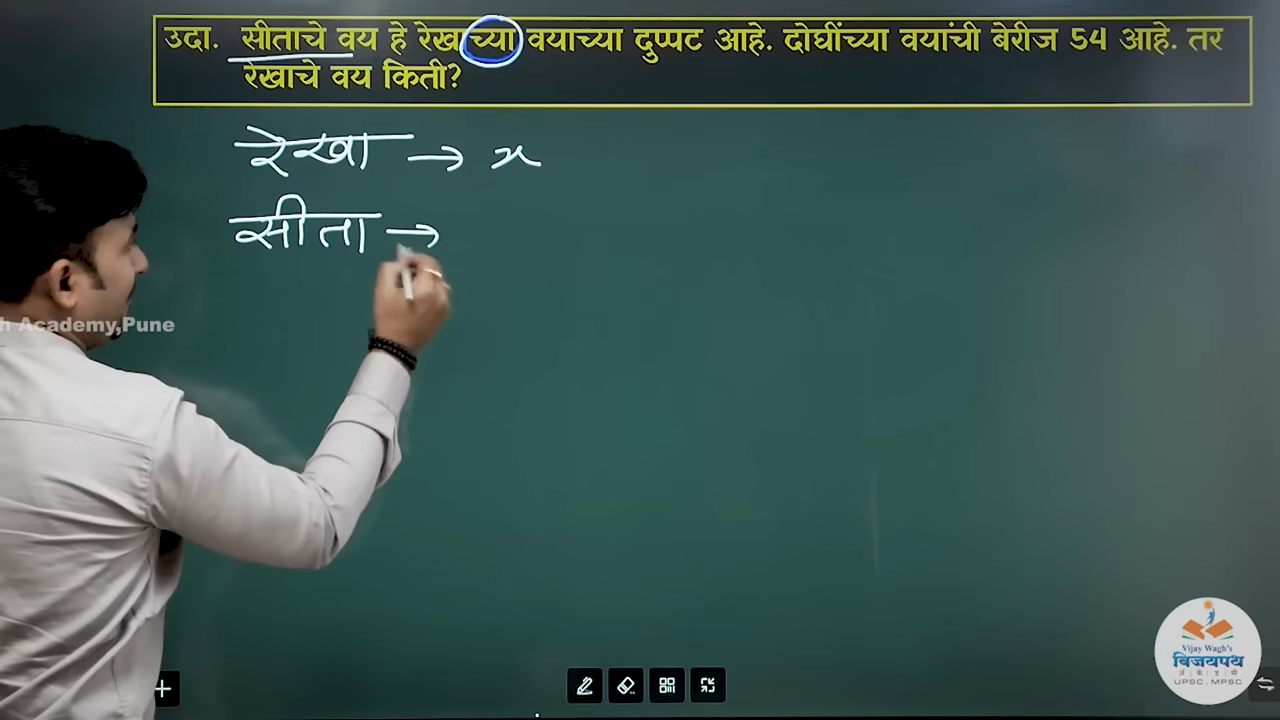 उदा. सीताचे वय हे रेखाच्या वयाच्या दुप्पट आहे. दोघींच्या वयांची बेरीज 54 आहे. तर
रेखाचे वय किती?
रेखा → x
सीता →
h Academy,Pune
Vijay Wagh's
विजयपथ
UPSC.MPSC